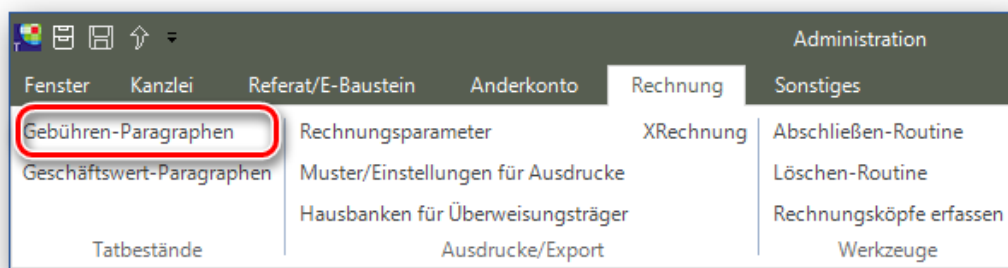 Administration
Fenster Kanzlei Referat/E-Baustein Anderkonto Rechnung Sonstiges
Gebühren-Paragraphen Rechnungsparameter XRechnung Abschließen-Routine
Geschäftswert-Paragraphen Muster/Einstellungen für Ausdrucke Löschen-Routine
Hausbanken für Überweisungsträger Rechnungsköpfe erfassen
Tatbestände Ausdrucke/Export Werkzeuge